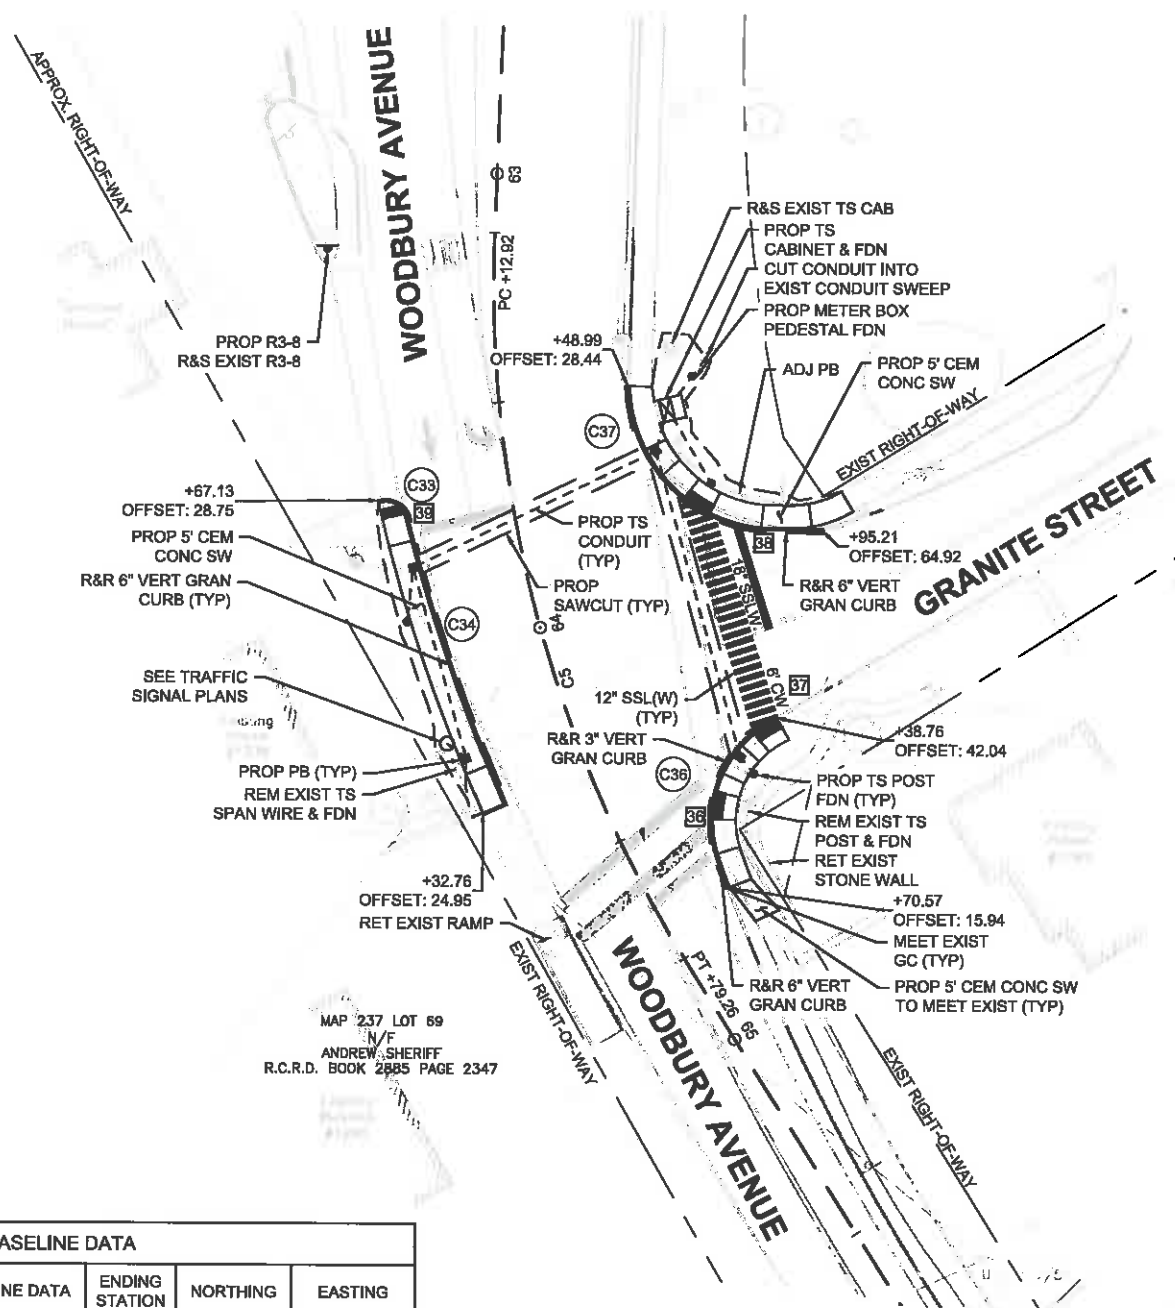 APPROX. RIGHT-OF-WAY
WOODBURY AVENUE
63
PC +12.92
PROP R3-8
R&S EXIST R3-8
R&S EXIST TS CAB
PROP TS
CABINET & FDN
CUT CONDUIT INTO
EXIST CONDUIT SWEEP
PROP METER BOX
PEDESTAL FDN
+48.99
OFFSET: 28.44
ADJ PB
PROP 5' CEM
CONC SW
EXIST RIGHT-OF-WAY
C37
C33
39
+67.13
OFFSET: 28.75
PROP 5' CEM
CONC SW
R&R 6" VERT GRAN
CURB (TYP)
PROP TS
CONDUIT
(TYP)
PROP
SAWCUT (TYP)
38
+95.21
OFFSET: 64.92
R&R 6" VERT
GRAN CURB
GRANITE STREET
18" SSLW
C34
64
C5
SEE TRAFFIC
SIGNAL PLANS
12" SSL(W)
(TYP)
6' CW
37
+38.76
OFFSET: 42.04
R&R 3" VERT
GRAN CURB
C36
36
PROP PB (TYP)
REM EXIST TS
SPAN WIRE & FDN
PROP TS POST
FDN (TYP)
REM EXIST TS
POST & FDN
RET EXIST
STONE WALL
+32.76
OFFSET: 24.95
RET EXIST RAMP
+70.57
OFFSET: 15.94
MEET EXIST
GC (TYP)
R&R 6" VERT
GRAN CURB
PROP 5' CEM CONC SW
TO MEET EXIST (TYP)
EXIST RIGHT-OF-WAY
WOODBURY AVENUE
PT +79.26
65
EXIST RIGHT-OF-WAY
MAP 237 LOT 69
N/F
ANDREW SHERIFF
R.C.R.D. BOOK 2885 PAGE 2347
ASELINE DATA
NE DATA
ENDING
STATION
NORTHING
EASTING